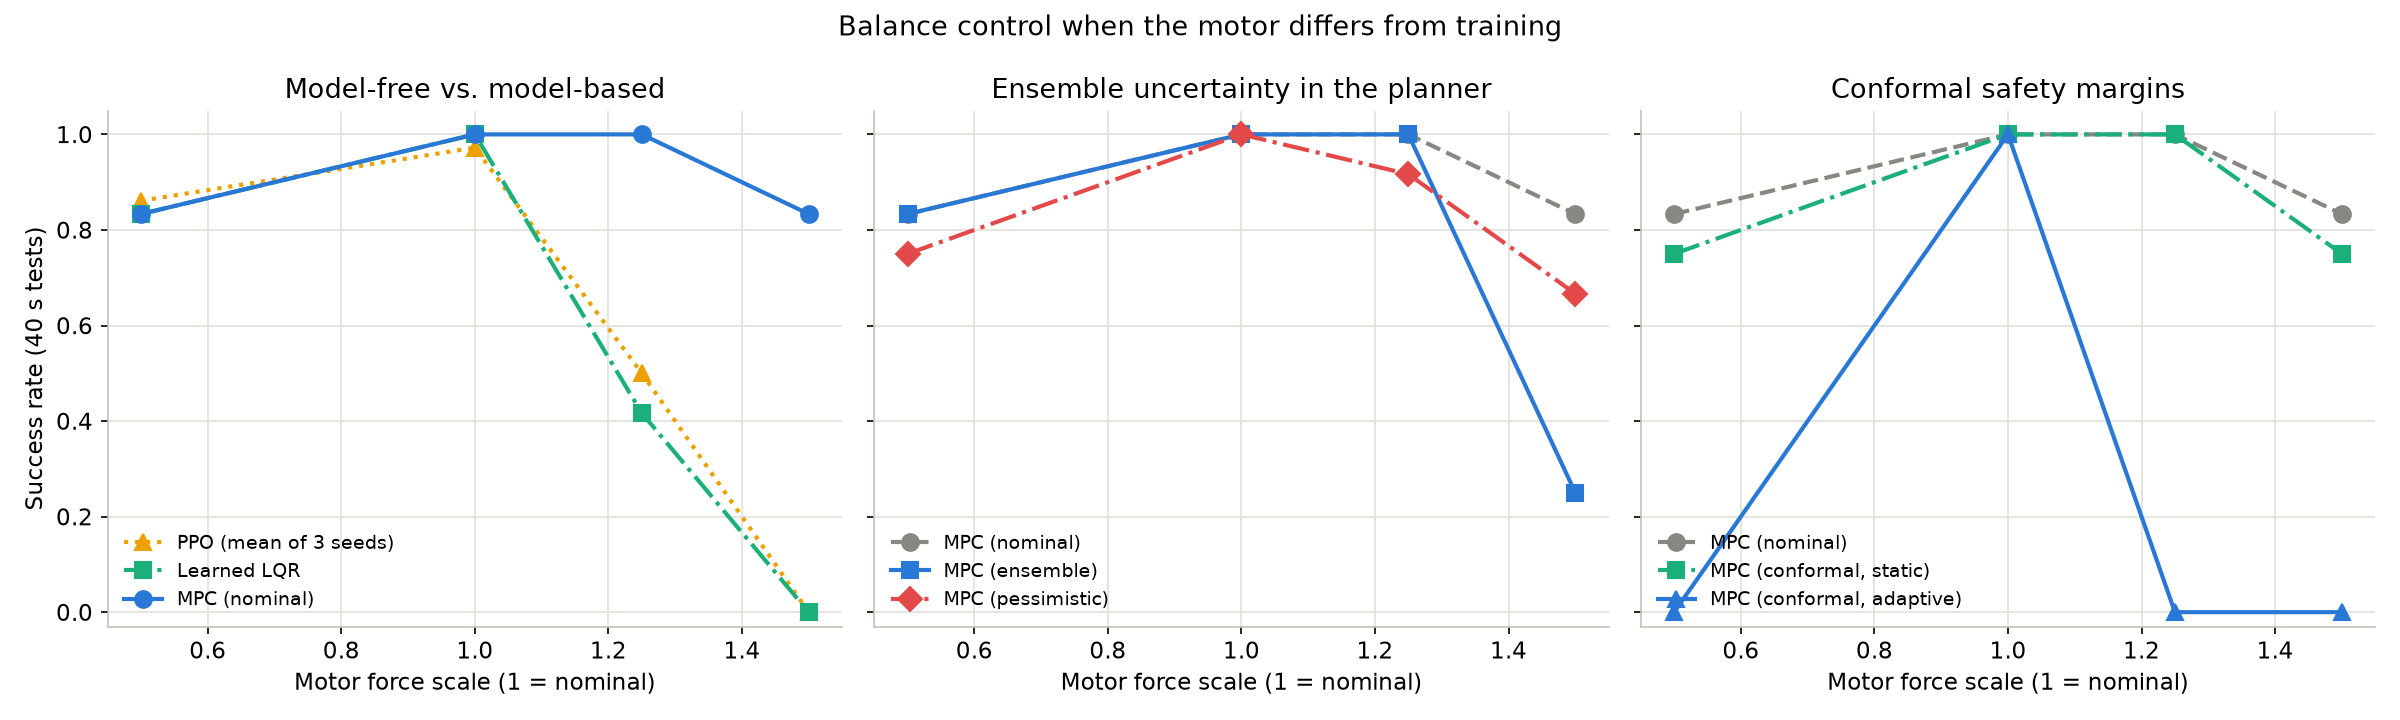 Balance control when the motor differs from training
Model-free vs. model-based
Success rate (40 s tests)
1.0
0.8
0.6
0.4
0.2
0.0
PPO (mean of 3 seeds)
Learned LQR
MPC (nominal)
0.6 0.8 1.0 1.2 1.4
Motor force scale (1 = nominal)
Ensemble uncertainty in the planner
MPC (nominal)
MPC (ensemble)
MPC (pessimistic)
0.6 0.8 1.0 1.2 1.4
Motor force scale (1 = nominal)
Conformal safety margins
MPC (nominal)
MPC (conformal, static)
MPC (conformal, adaptive)
0.6 0.8 1.0 1.2 1.4
Motor force scale (1 = nominal)